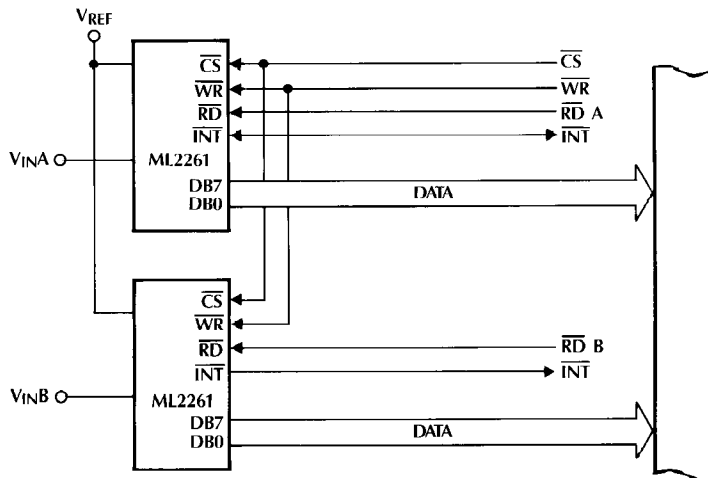 VREF
CS
CS
WR
WR
RD
RD A
INT
INT
VINA
ML2261
DB7
DATA
DB0
CS
WR
RD
RD B
INT
INT
VINB
ML2261
DB7
DATA
DB0